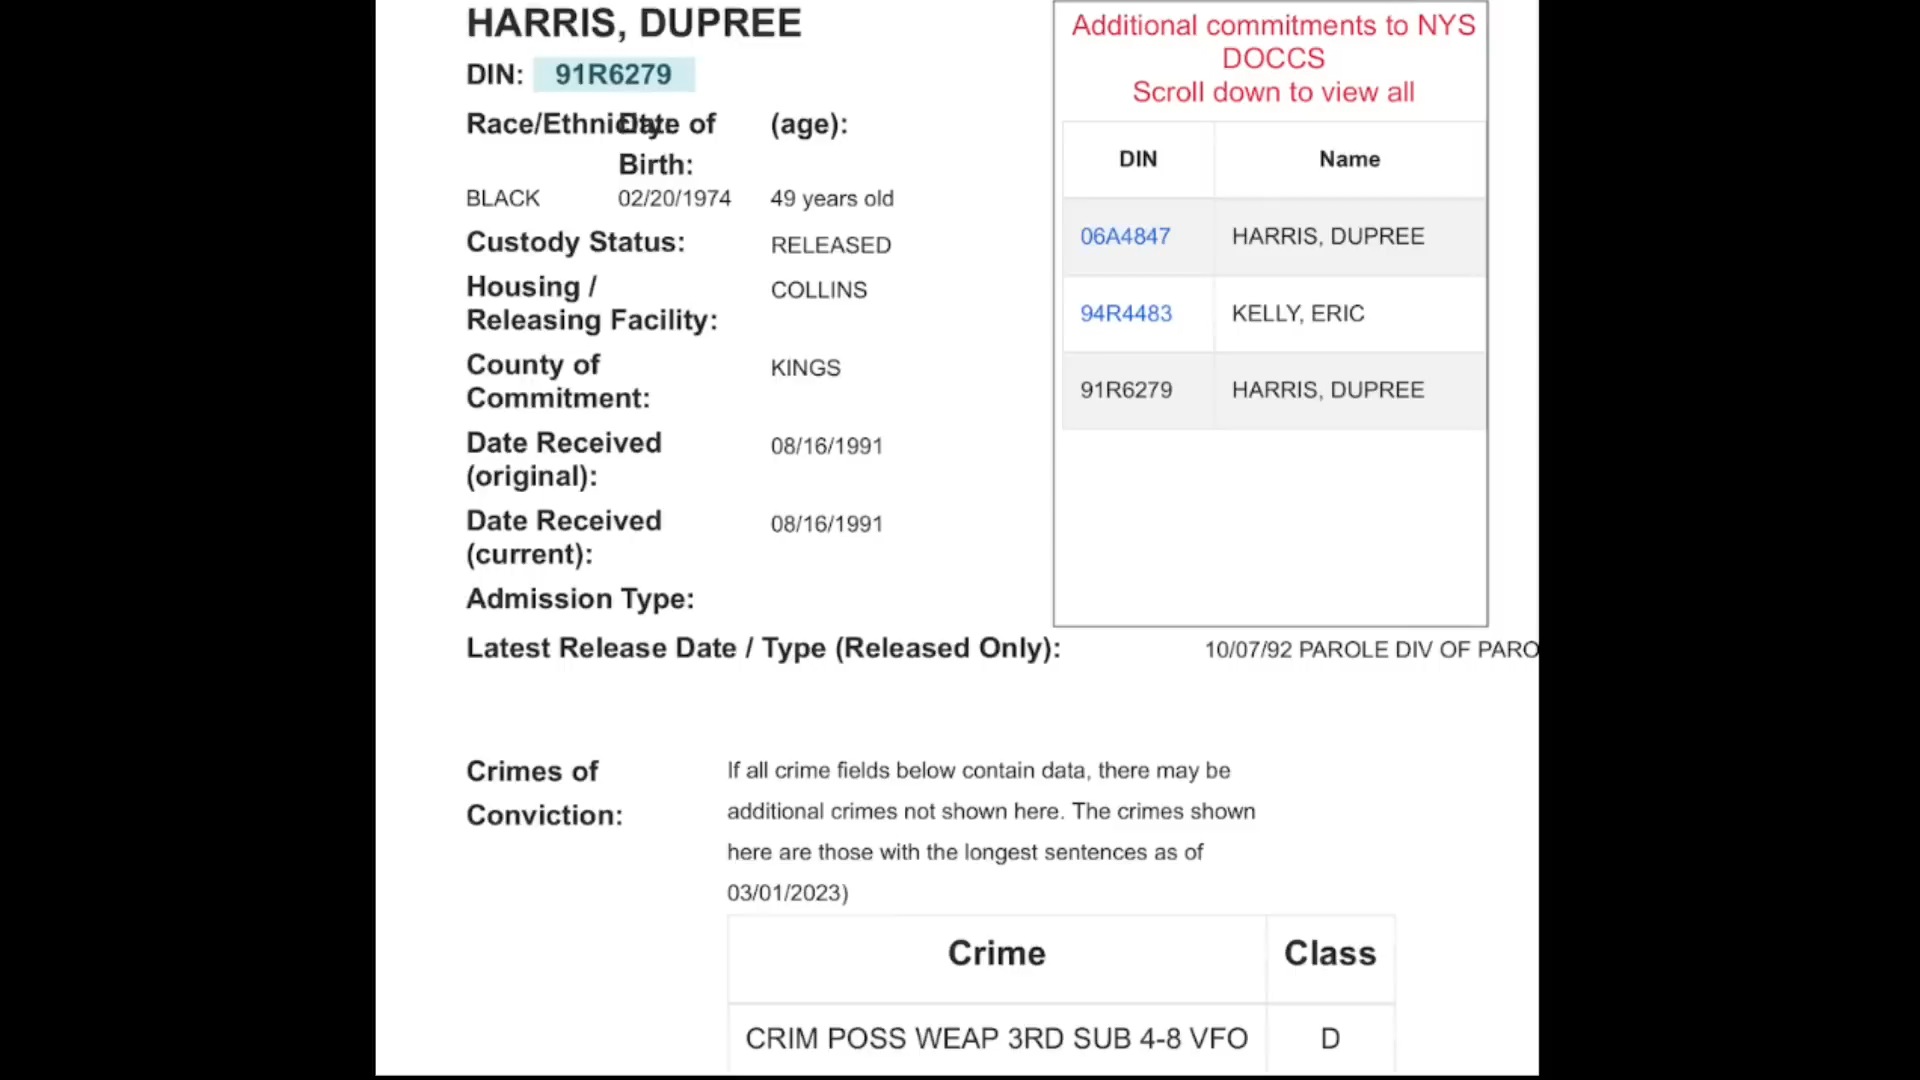 HARRIS, DUPREE
DIN: 91R6279
Race/Ethnicity: Date of Birth: (age):
BLACK 02/20/1974 49 years old
Custody Status: RELEASED
Housing / Releasing Facility: COLLINS
County of Commitment: KINGS
Date Received (original): 08/16/1991
Date Received (current): 08/16/1991
Admission Type:
Latest Release Date / Type (Released Only): 10/07/92 PAROLE DIV OF PARO
Additional commitments to NYS
DOCCS
Scroll down to view all
DIN Name
06A4847 HARRIS, DUPREE
94R4483 KELLY, ERIC
91R6279 HARRIS, DUPREE
Crimes of
Conviction:
If all crime fields below contain data, there may be
additional crimes not shown here. The crimes shown
here are those with the longest sentences as of
03/01/2023)
Crime Class
CRIM POSS WEAP 3RD SUB 4-8 VFO D